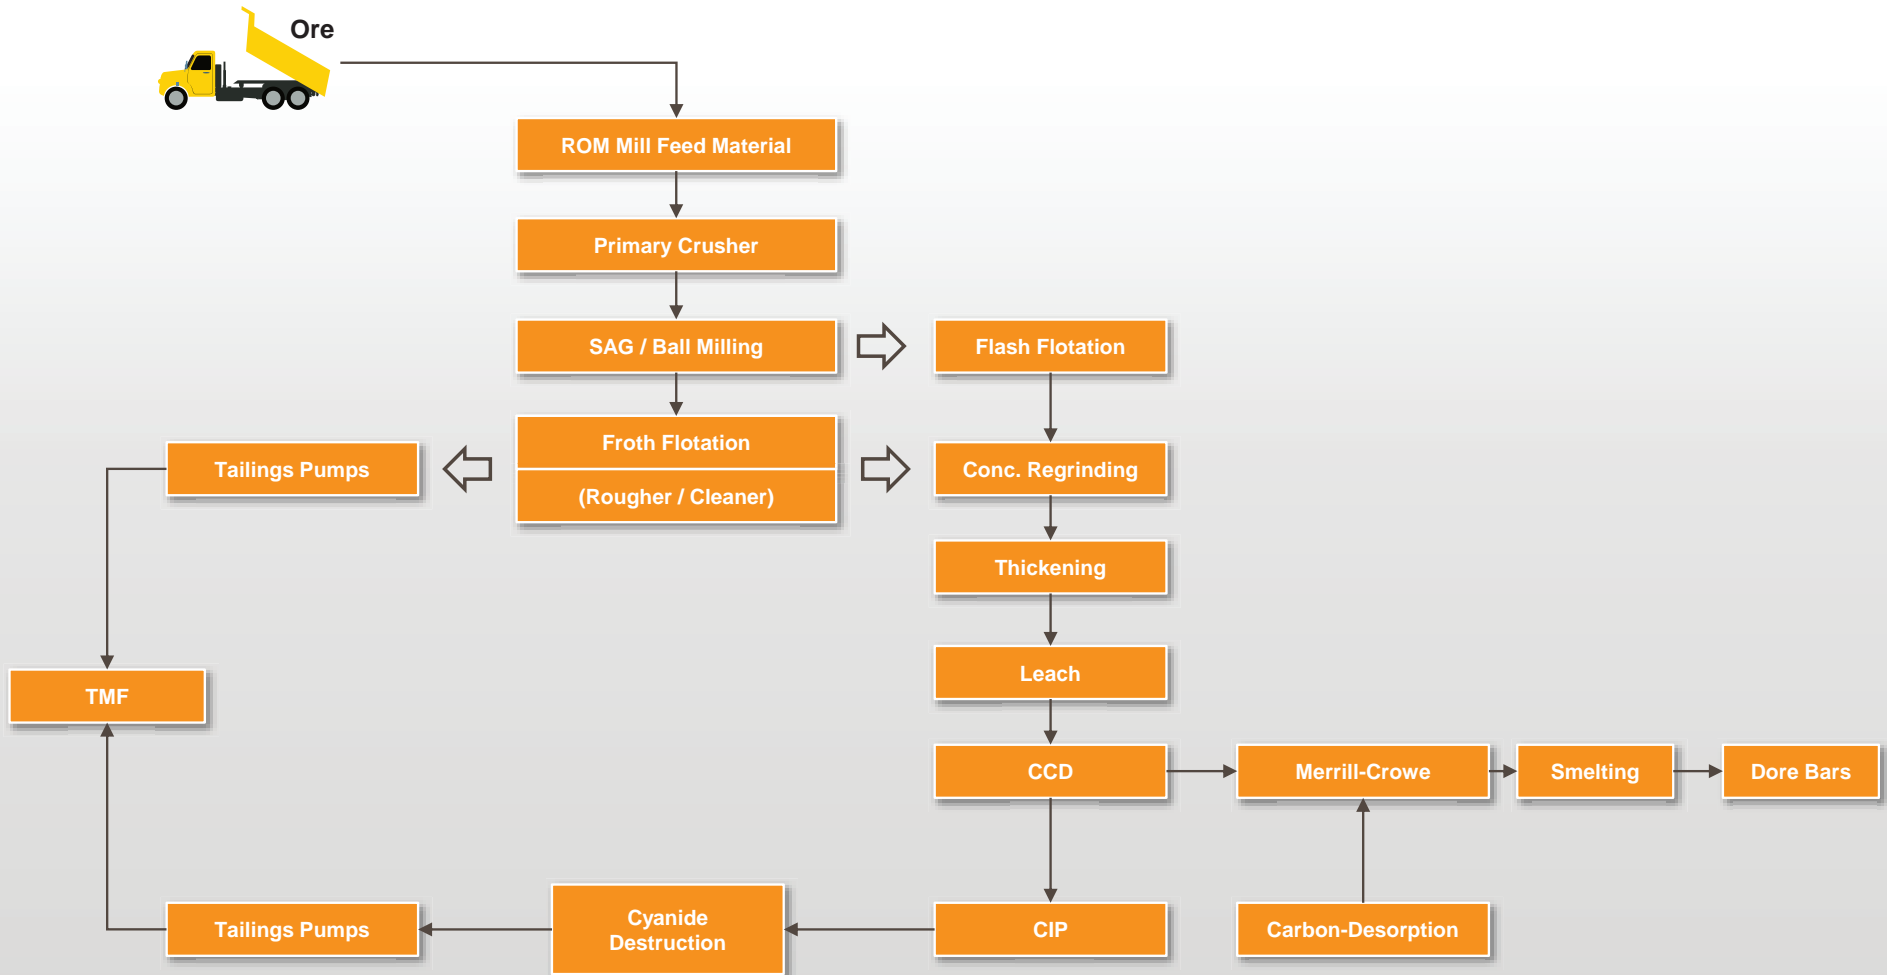 Ore
ROM Mill Feed Material
Primary Crusher
SAG / Ball Milling
Flash Flotation
Froth Flotation
(Rougher / Cleaner)
Tailings Pumps
Conc. Regrinding
Thickening
Leach
TMF
CCD
Merrill-Crowe
Smelting
Dore Bars
Tailings Pumps
Cyanide
Destruction
CIP
Carbon-Desorption